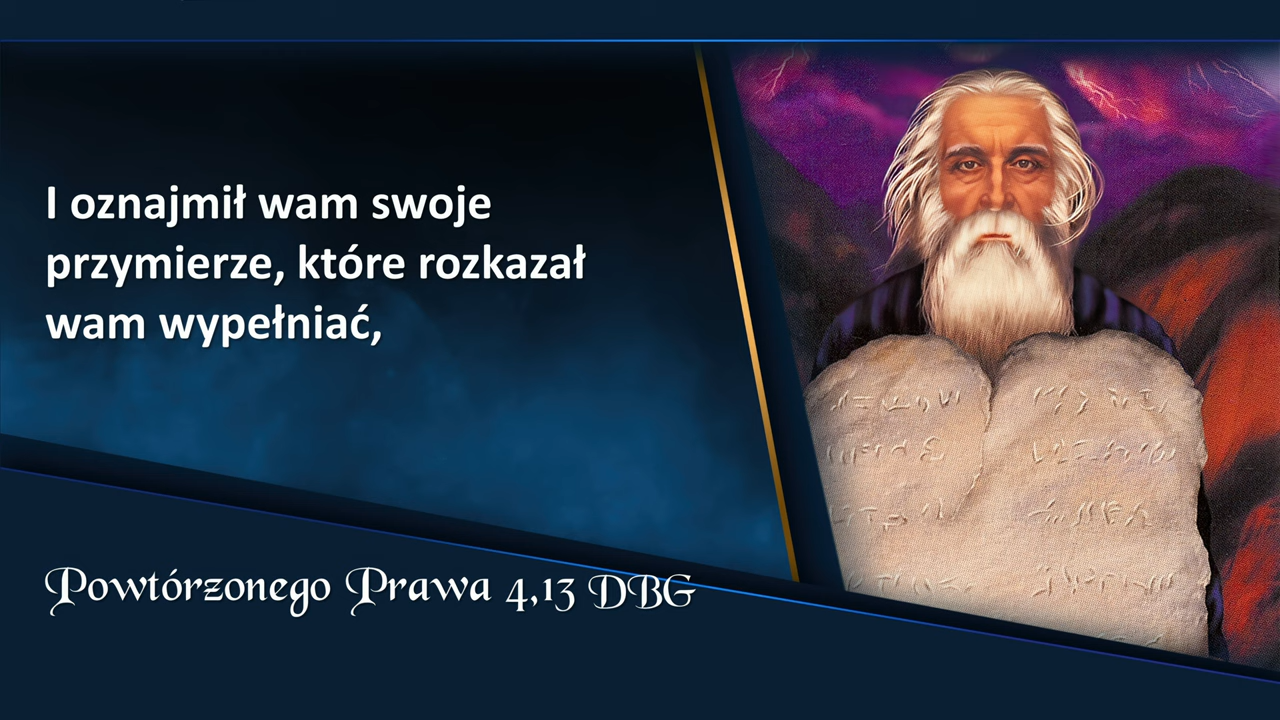 I oznajmił wam swoje
przymierze, które rozkazał
wam wypełniać,
Powtórzonego Prawa 4,13 DBG